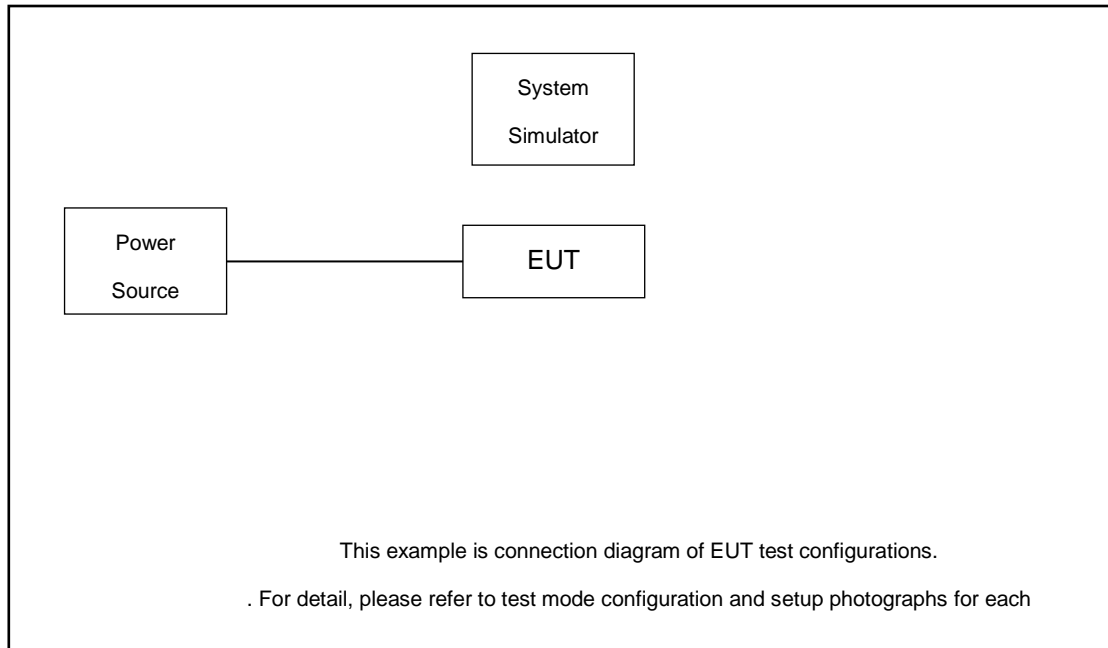 System
Simulator
Power
Source
EUT
This example is connection diagram of EUT test configurations.
. For detail, please refer to test mode configuration and setup photographs for each